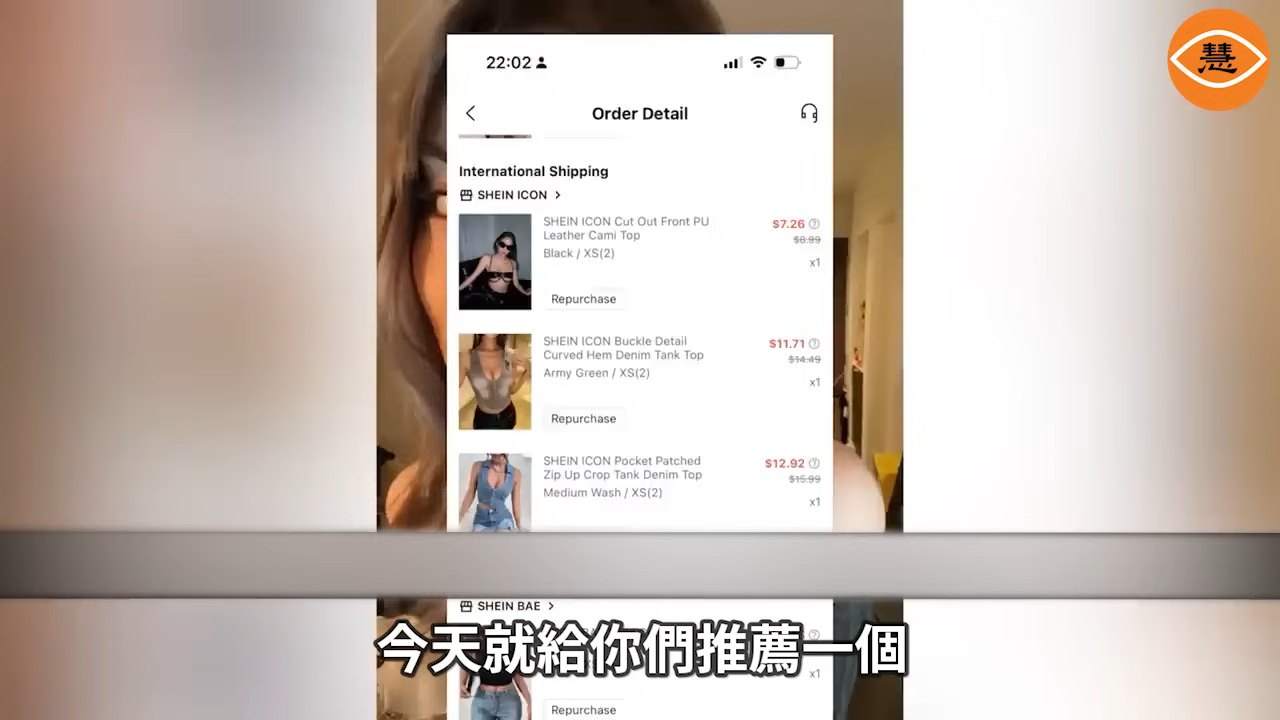 慧
22:02
Order Detail
International Shipping
SHEIN ICON
SHEIN ICON Cut Out Front PU
Leather Cami Top
Black / XS(2)
$7.26
$8.99
x1
Repurchase
SHEIN ICON Buckle Detail
Curved Hem Denim Tank Top
Army Green / XS(2)
$11.71
$14.49
x1
Repurchase
SHEIN ICON Pocket Patched
Zip Up Crop Tank Denim Top
Medium Wash / XS(2)
$12.92
$15.99
x1
SHEIN BAE
今天就給你們推薦一個
x1
Repurchase